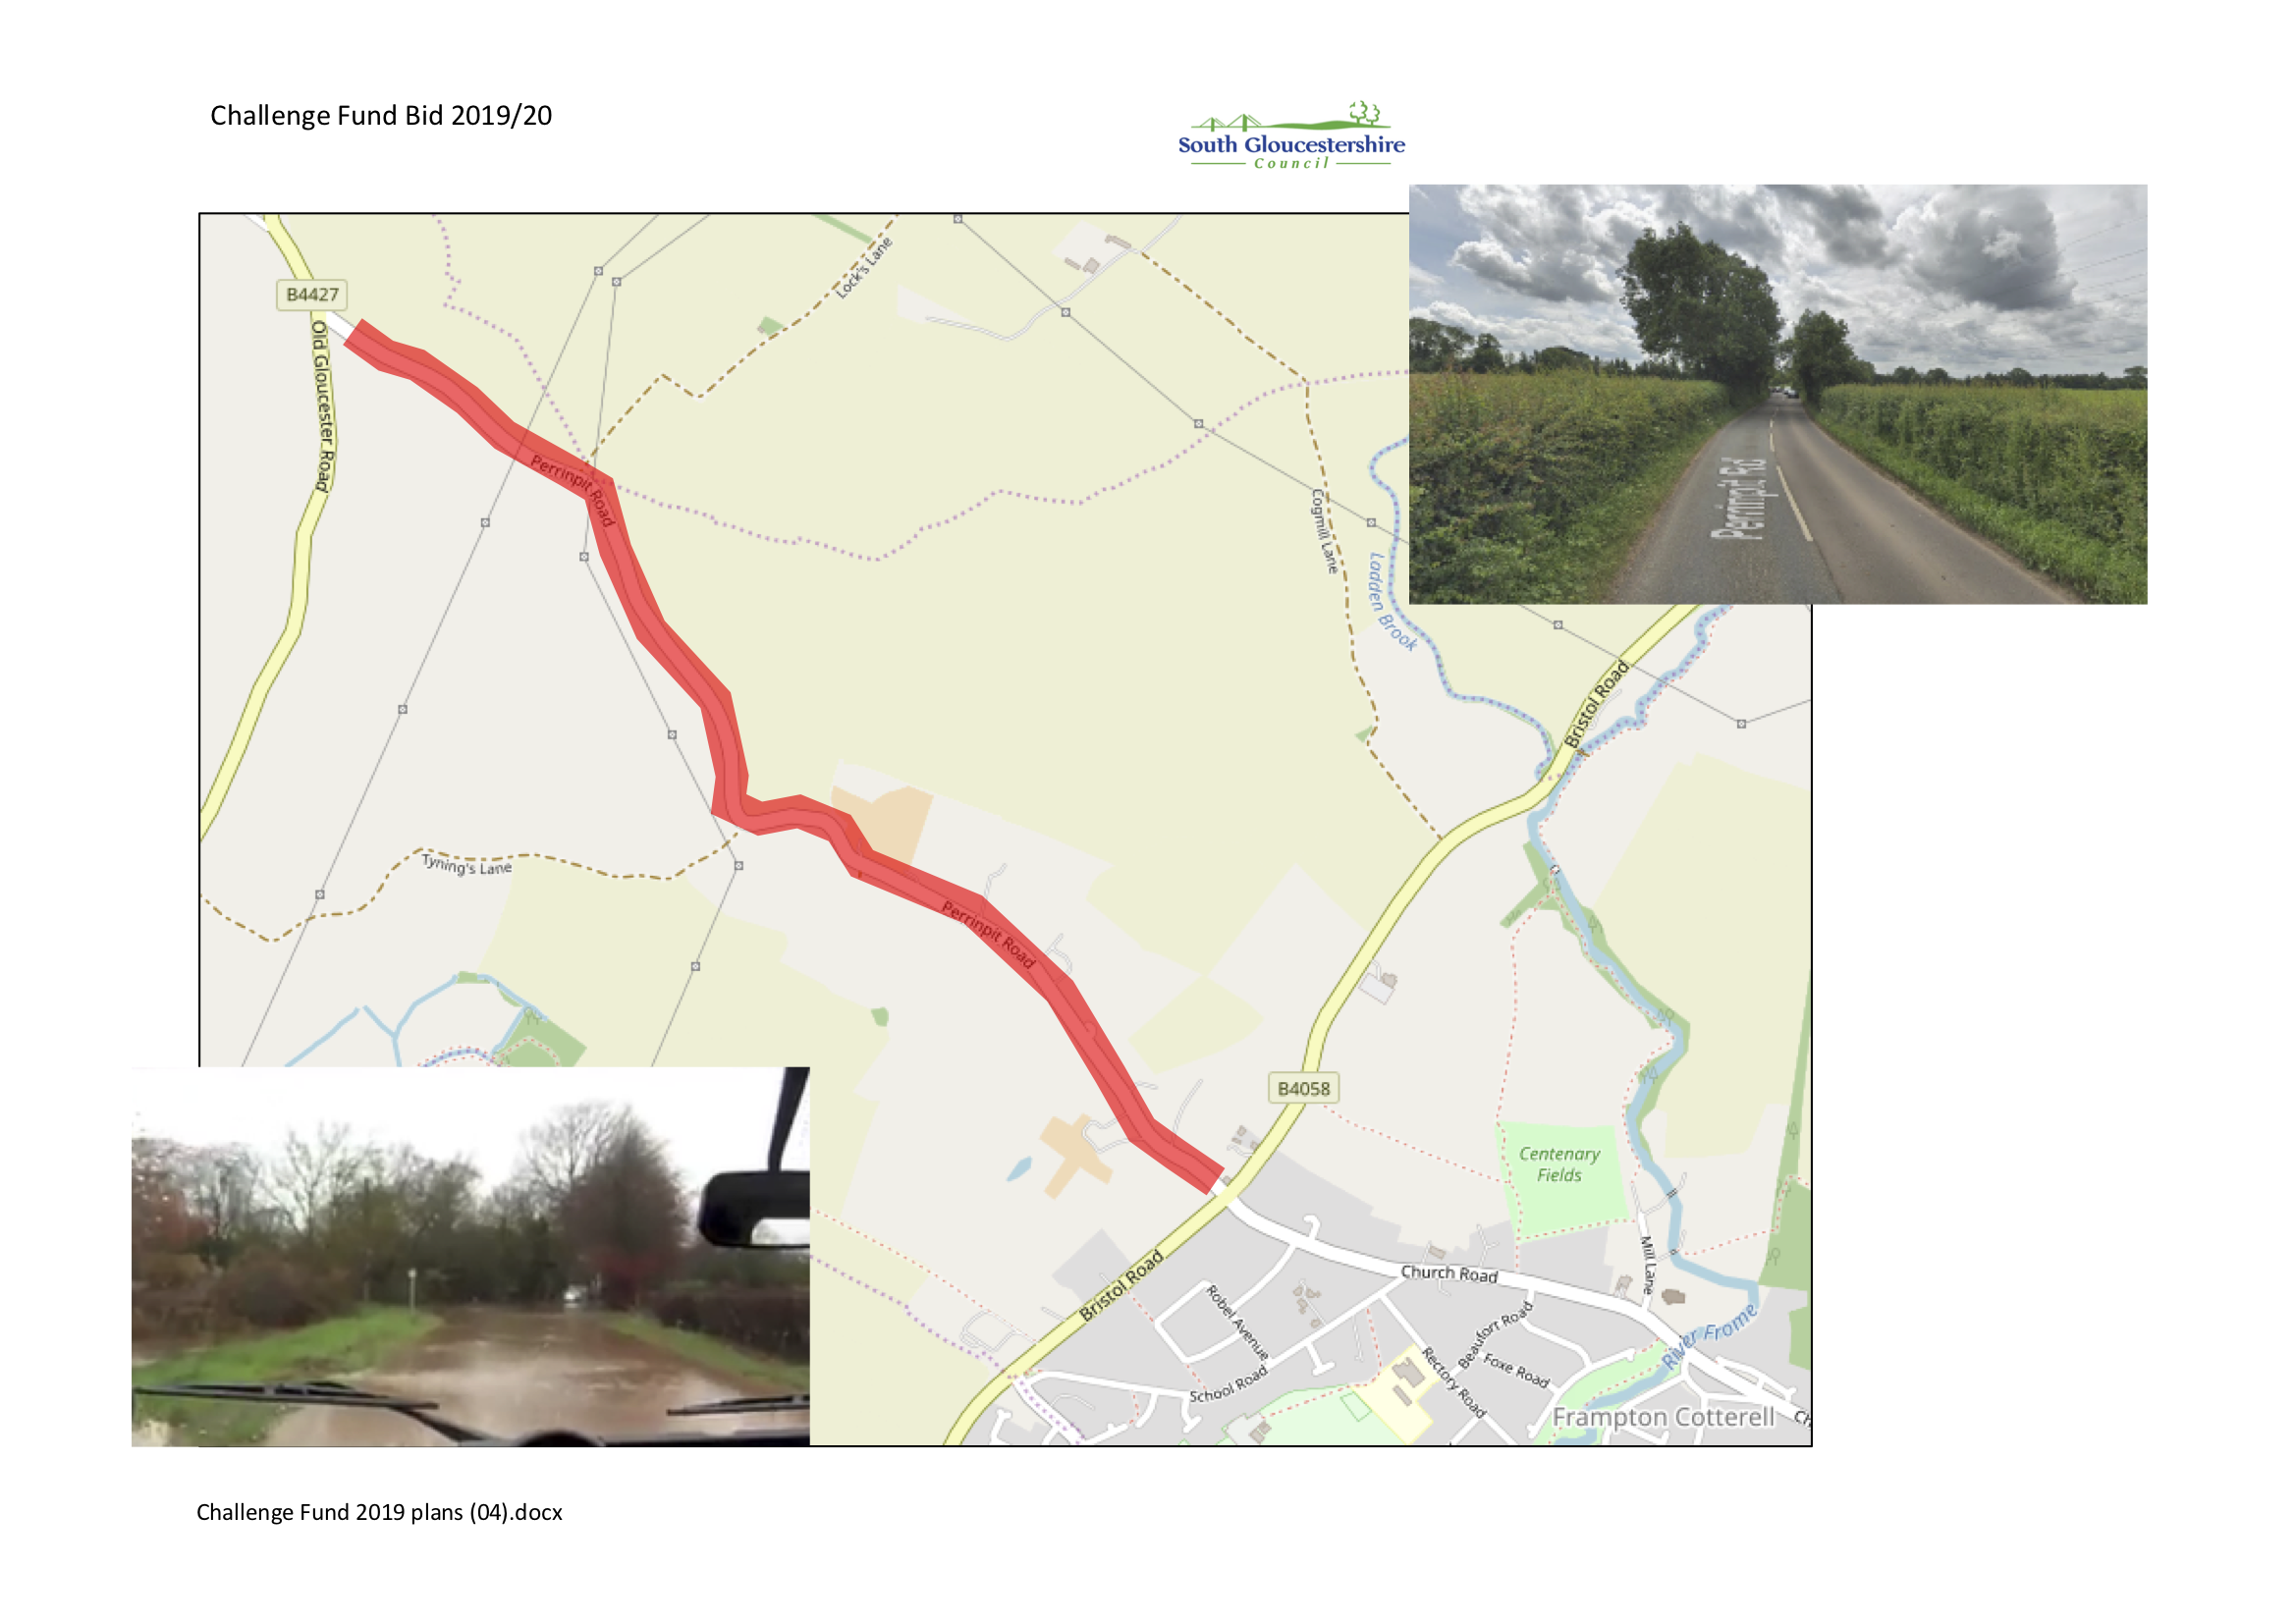 Challenge Fund Bid 2019/20
South Gloucestershire
Council
B4427
Old Gloucester Road
Lock's Lane
Perrinpit Road
Cogmill Lane
Ladden Brook
Perrinpit Rd
Bristol Road
Tyning's Lane
Perrinpit Road
B4058
Centenary
Fields
Church Road
Mill Lane
Bristol Road
Robel Avenue
School Road
Rectory Road
Beaufort Road
Foxe Road
River Frome
Frampton Cotterell
Ch
Challenge Fund 2019 plans (04).docx